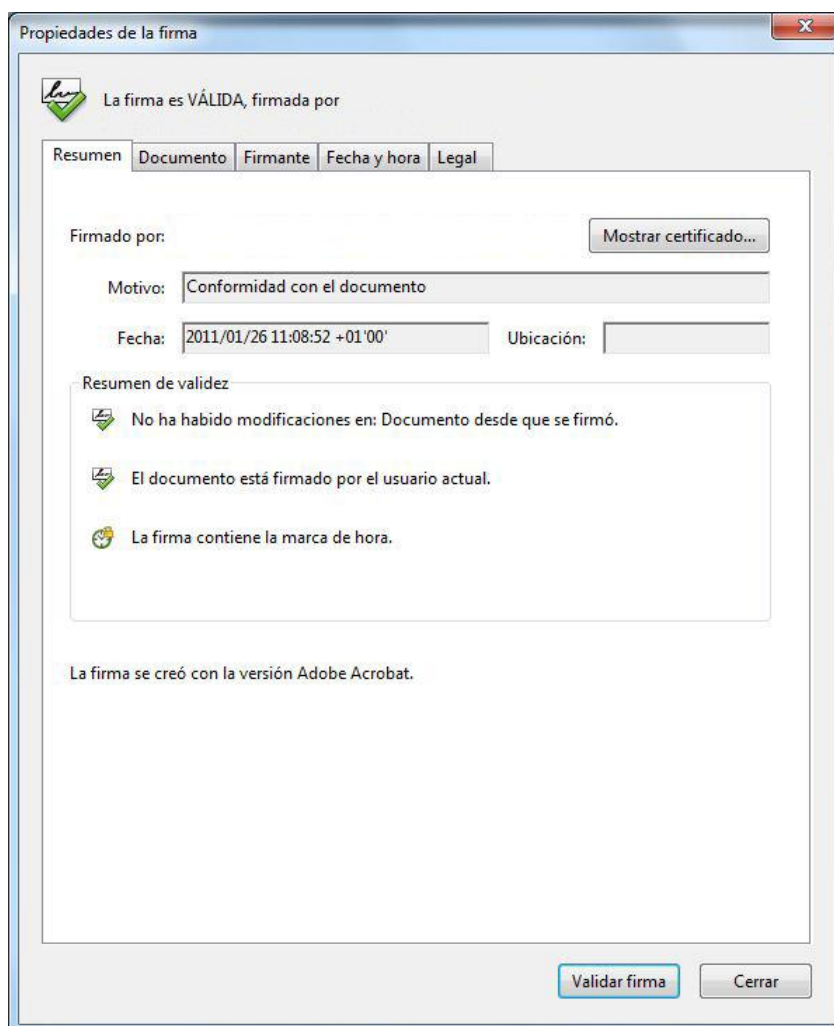 Propiedades de la firma
La firma es VÁLIDA, firmada por
Resumen Documento Firmante Fecha y hora Legal
Firmado por: Mostrar certificado...
Motivo: Conformidad con el documento
Fecha: 2011/01/26 11:08:52 +01'00' Ubicación:
Resumen de validez
No ha habido modificaciones en: Documento desde que se firmó.
El documento está firmado por el usuario actual.
La firma contiene la marca de hora.
La firma se creó con la versión Adobe Acrobat.
Validar firma Cerrar